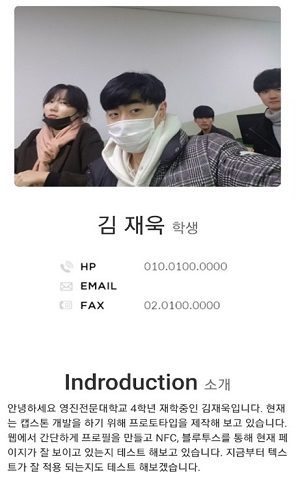 김 재욱 학생
HP 010.0100.0000
EMAIL
FAX 02.0100.0000
Indroduction 소개
안녕하세요 영진전문대학교 4학년 재학중인 김재욱입니다. 현재
는 캡스톤 개발을 하기 위해 프로토타입을 제작해 보고 있습니다.
웹에서 간단하게 프로필을 만들고 NFC, 블루투스를 통해 현재 페
이지가 잘 보이고 있는지 테스트 해보고 있습니다. 지금부터 텍스
트가 잘 적용 되는지도 테스트 해보겠습니다.